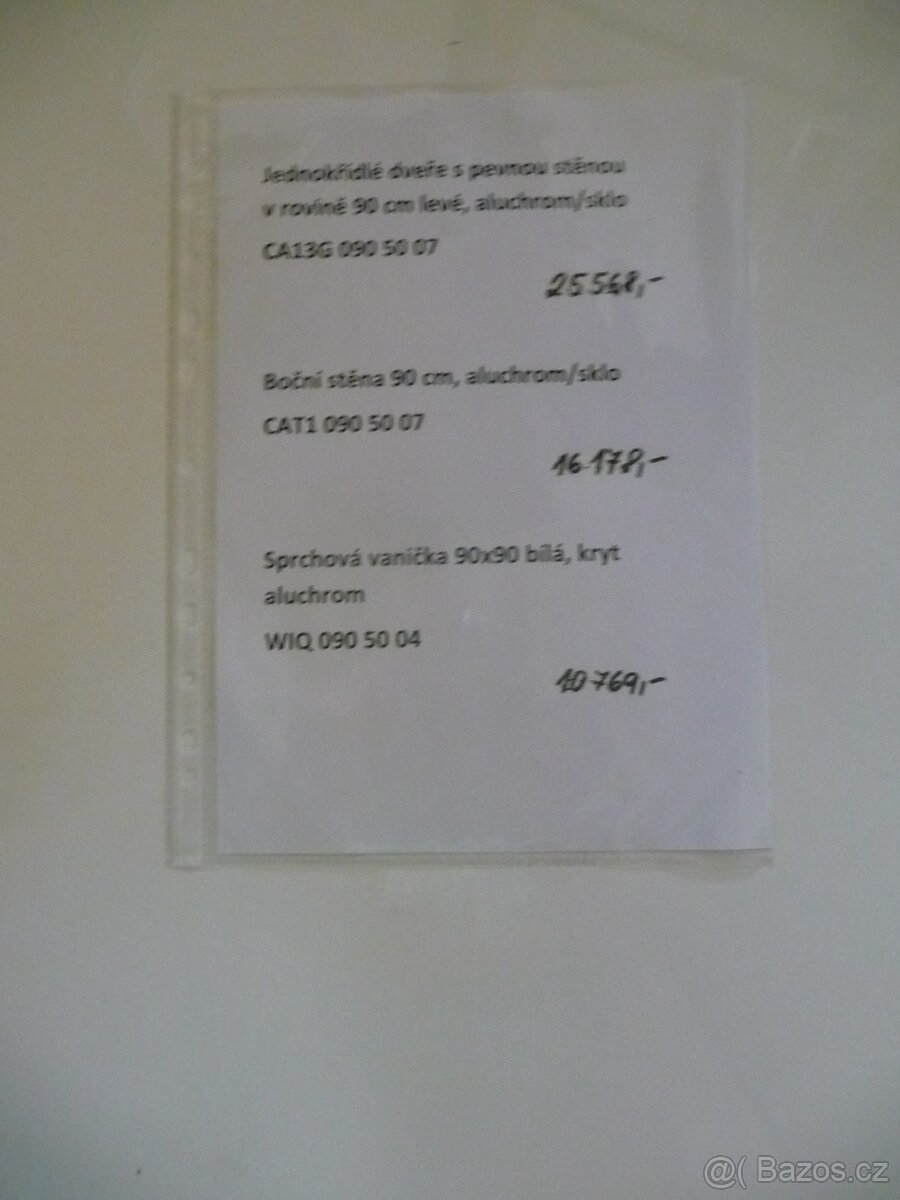 Jednokřídlé dveře s pevnou stěnou
v rovině 90 cm levé, aluchrom/sklo
CA13G 090 50 07
25 568,-
Boční stěna 90 cm, aluchrom/sklo
CAT1 090 50 07
16 178,-
Sprchová vanička 90x90 bílá, kryt
aluchrom
WIQ 090 50 04
10 769,-
@( Bazos.cz